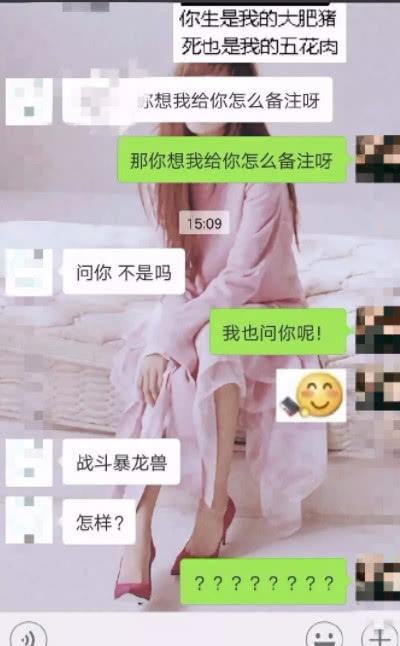 你生是我的大肥猪
死也是我的五花肉
你想我给你怎么备注呀
那你想我给你怎么备注呀
15:09
问你 不是吗
我也问你呢!
战斗暴龙兽
怎样?
????????